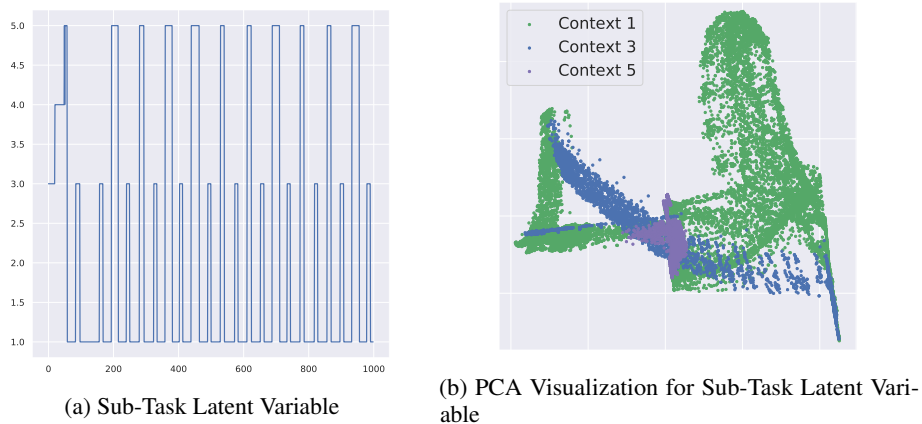 5.0
4.5
4.0
3.5
3.0
2.5
2.0
1.5
1.0
0 200 400 600 800 1000
(a) Sub-Task Latent Variable
Context 1
Context 3
Context 5
(b) PCA Visualization for Sub-Task Latent Vari-
able